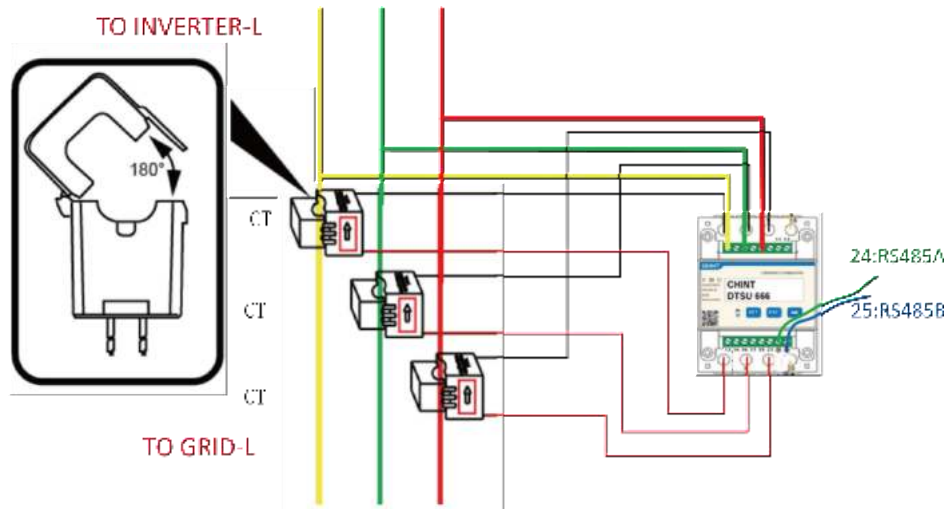 TO INVERTER-L
180°
CT
CT
CT
TO GRID-L
CHINT
DTSU 666
24:RS485A
25:RS485B